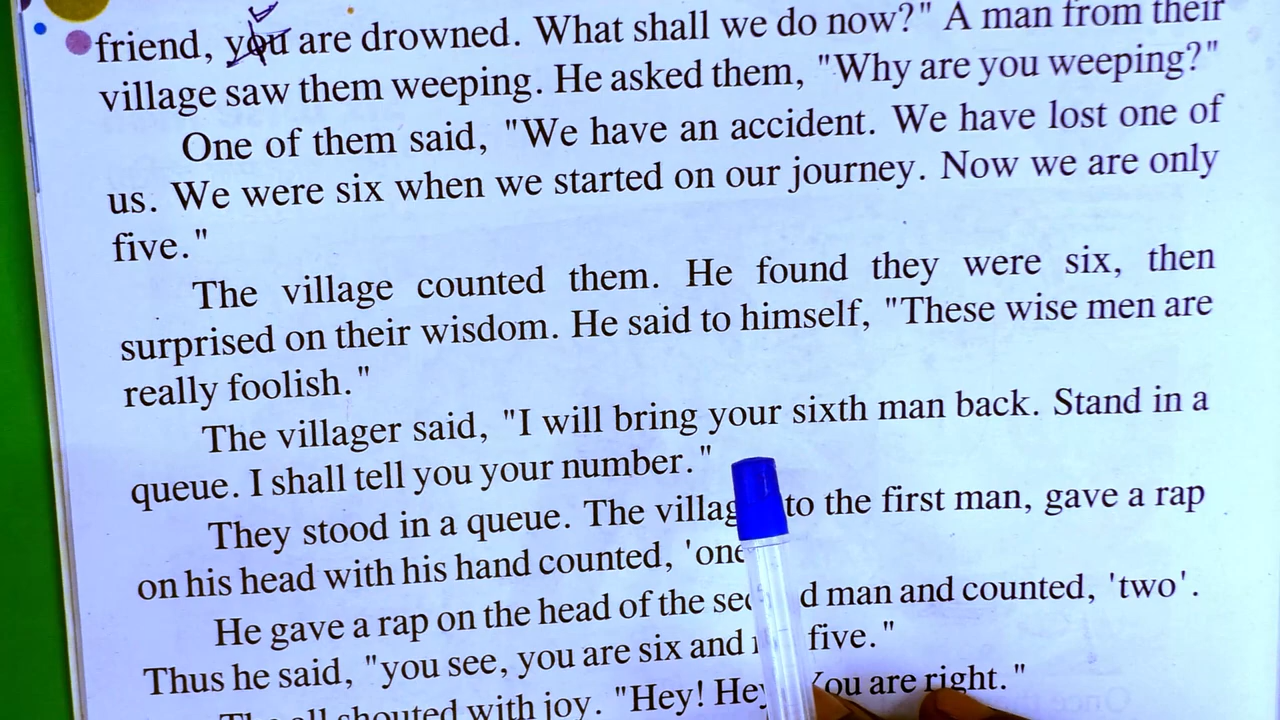 friend, you are drowned. What shall we do now?" A man from their
village saw them weeping. He asked them, "Why are you weeping?"
One of them said, "We have an accident. We have lost one of
us. We were six when we started on our journey. Now we are only
five."
The village counted them. He found they were six, then
surprised on their wisdom. He said to himself, "These wise men are
really foolish."
The villager said, "I will bring your sixth man back. Stand in a
queue. I shall tell you your number."
They stood in a queue. The to the first man, gave a rap
on his head with his hand counted, 'one
He gave a rap on the head of the man and counted, 'two'.
Thus he said, "you see, you are six and five."
all shouted with joy. "Hey! You are right."